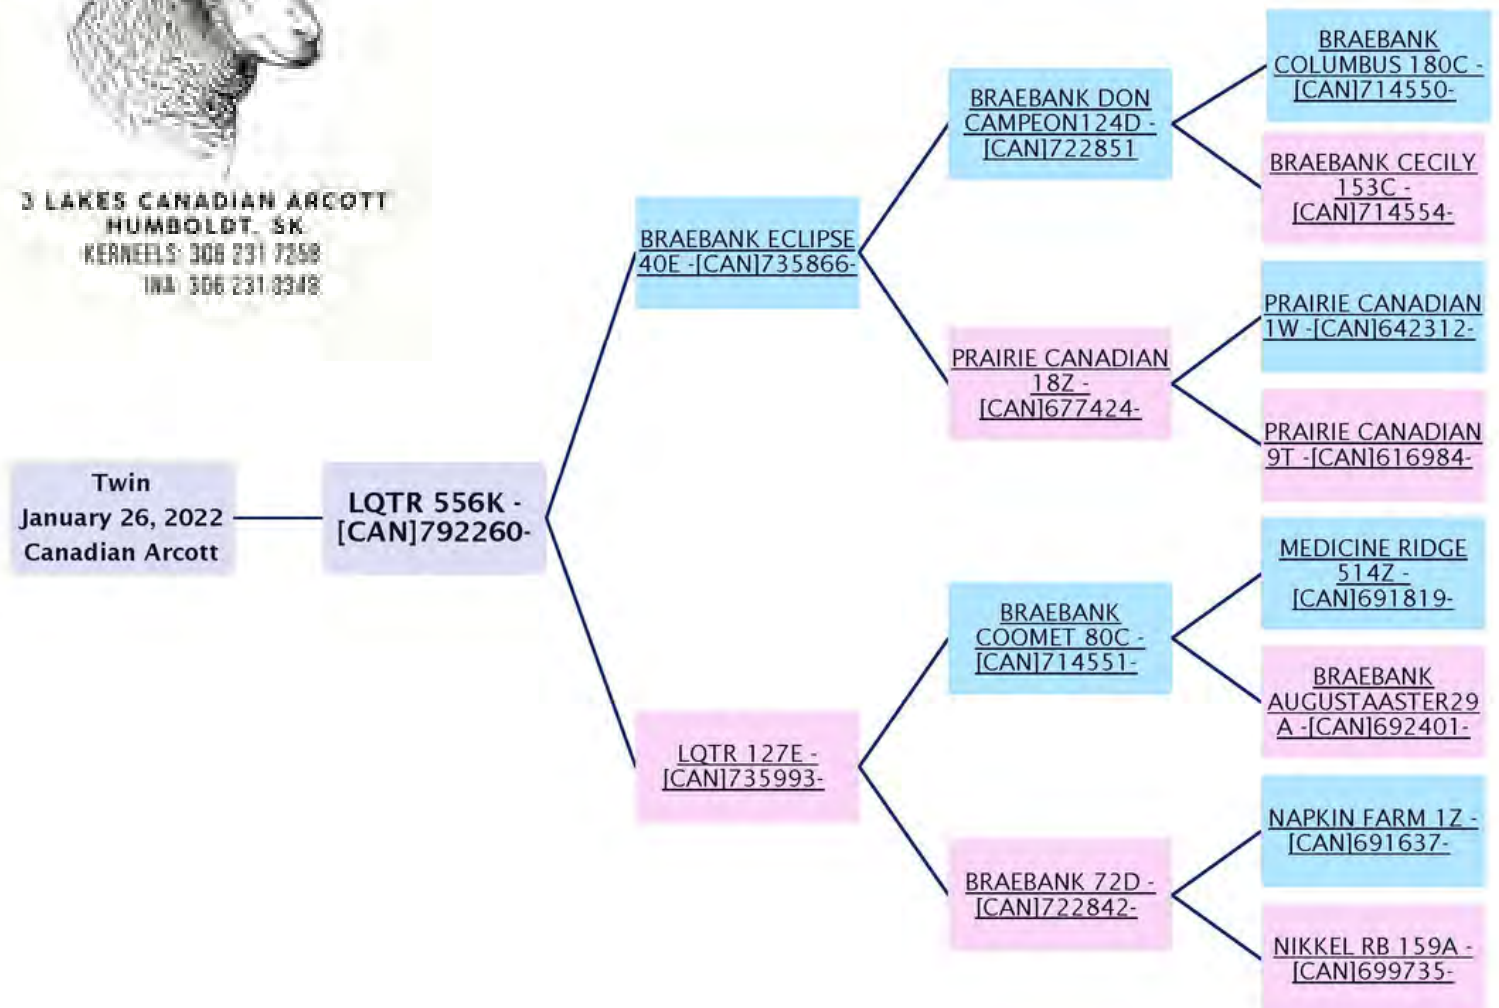 3 LAKES CANADIAN ARCOTT
HUMBOLDT, SK
KERNEELS: 306 231 7258
INA: 306 231 3348
Twin
January 26, 2022
Canadian Arcott
LQTR 556K -
[CAN]792260-
BRAEBANK ECLIPSE
40E -[CAN]735866-
LQTR 127E -
[CAN]735993-
BRAEBANK DON
CAMPEON124D -
[CAN]722851
PRAIRIE CANADIAN
18Z -
[CAN]677424-
BRAEBANK
COOMET 80C -
[CAN]714551-
BRAEBANK 72D -
[CAN]722842-
BRAEBANK
COLUMBUS 180C -
[CAN]714550-
BRAEBANK CECILY
153C -
[CAN]714554-
PRAIRIE CANADIAN
1W -[CAN]642312-
PRAIRIE CANADIAN
9T -[CAN]616984-
MEDICINE RIDGE
514Z -
[CAN]691819-
BRAEBANK
AUGUSTAASTER29
A -[CAN]692401-
NAPKIN FARM 1Z -
[CAN]691637-
NIKKEL RB 159A -
[CAN]699735-